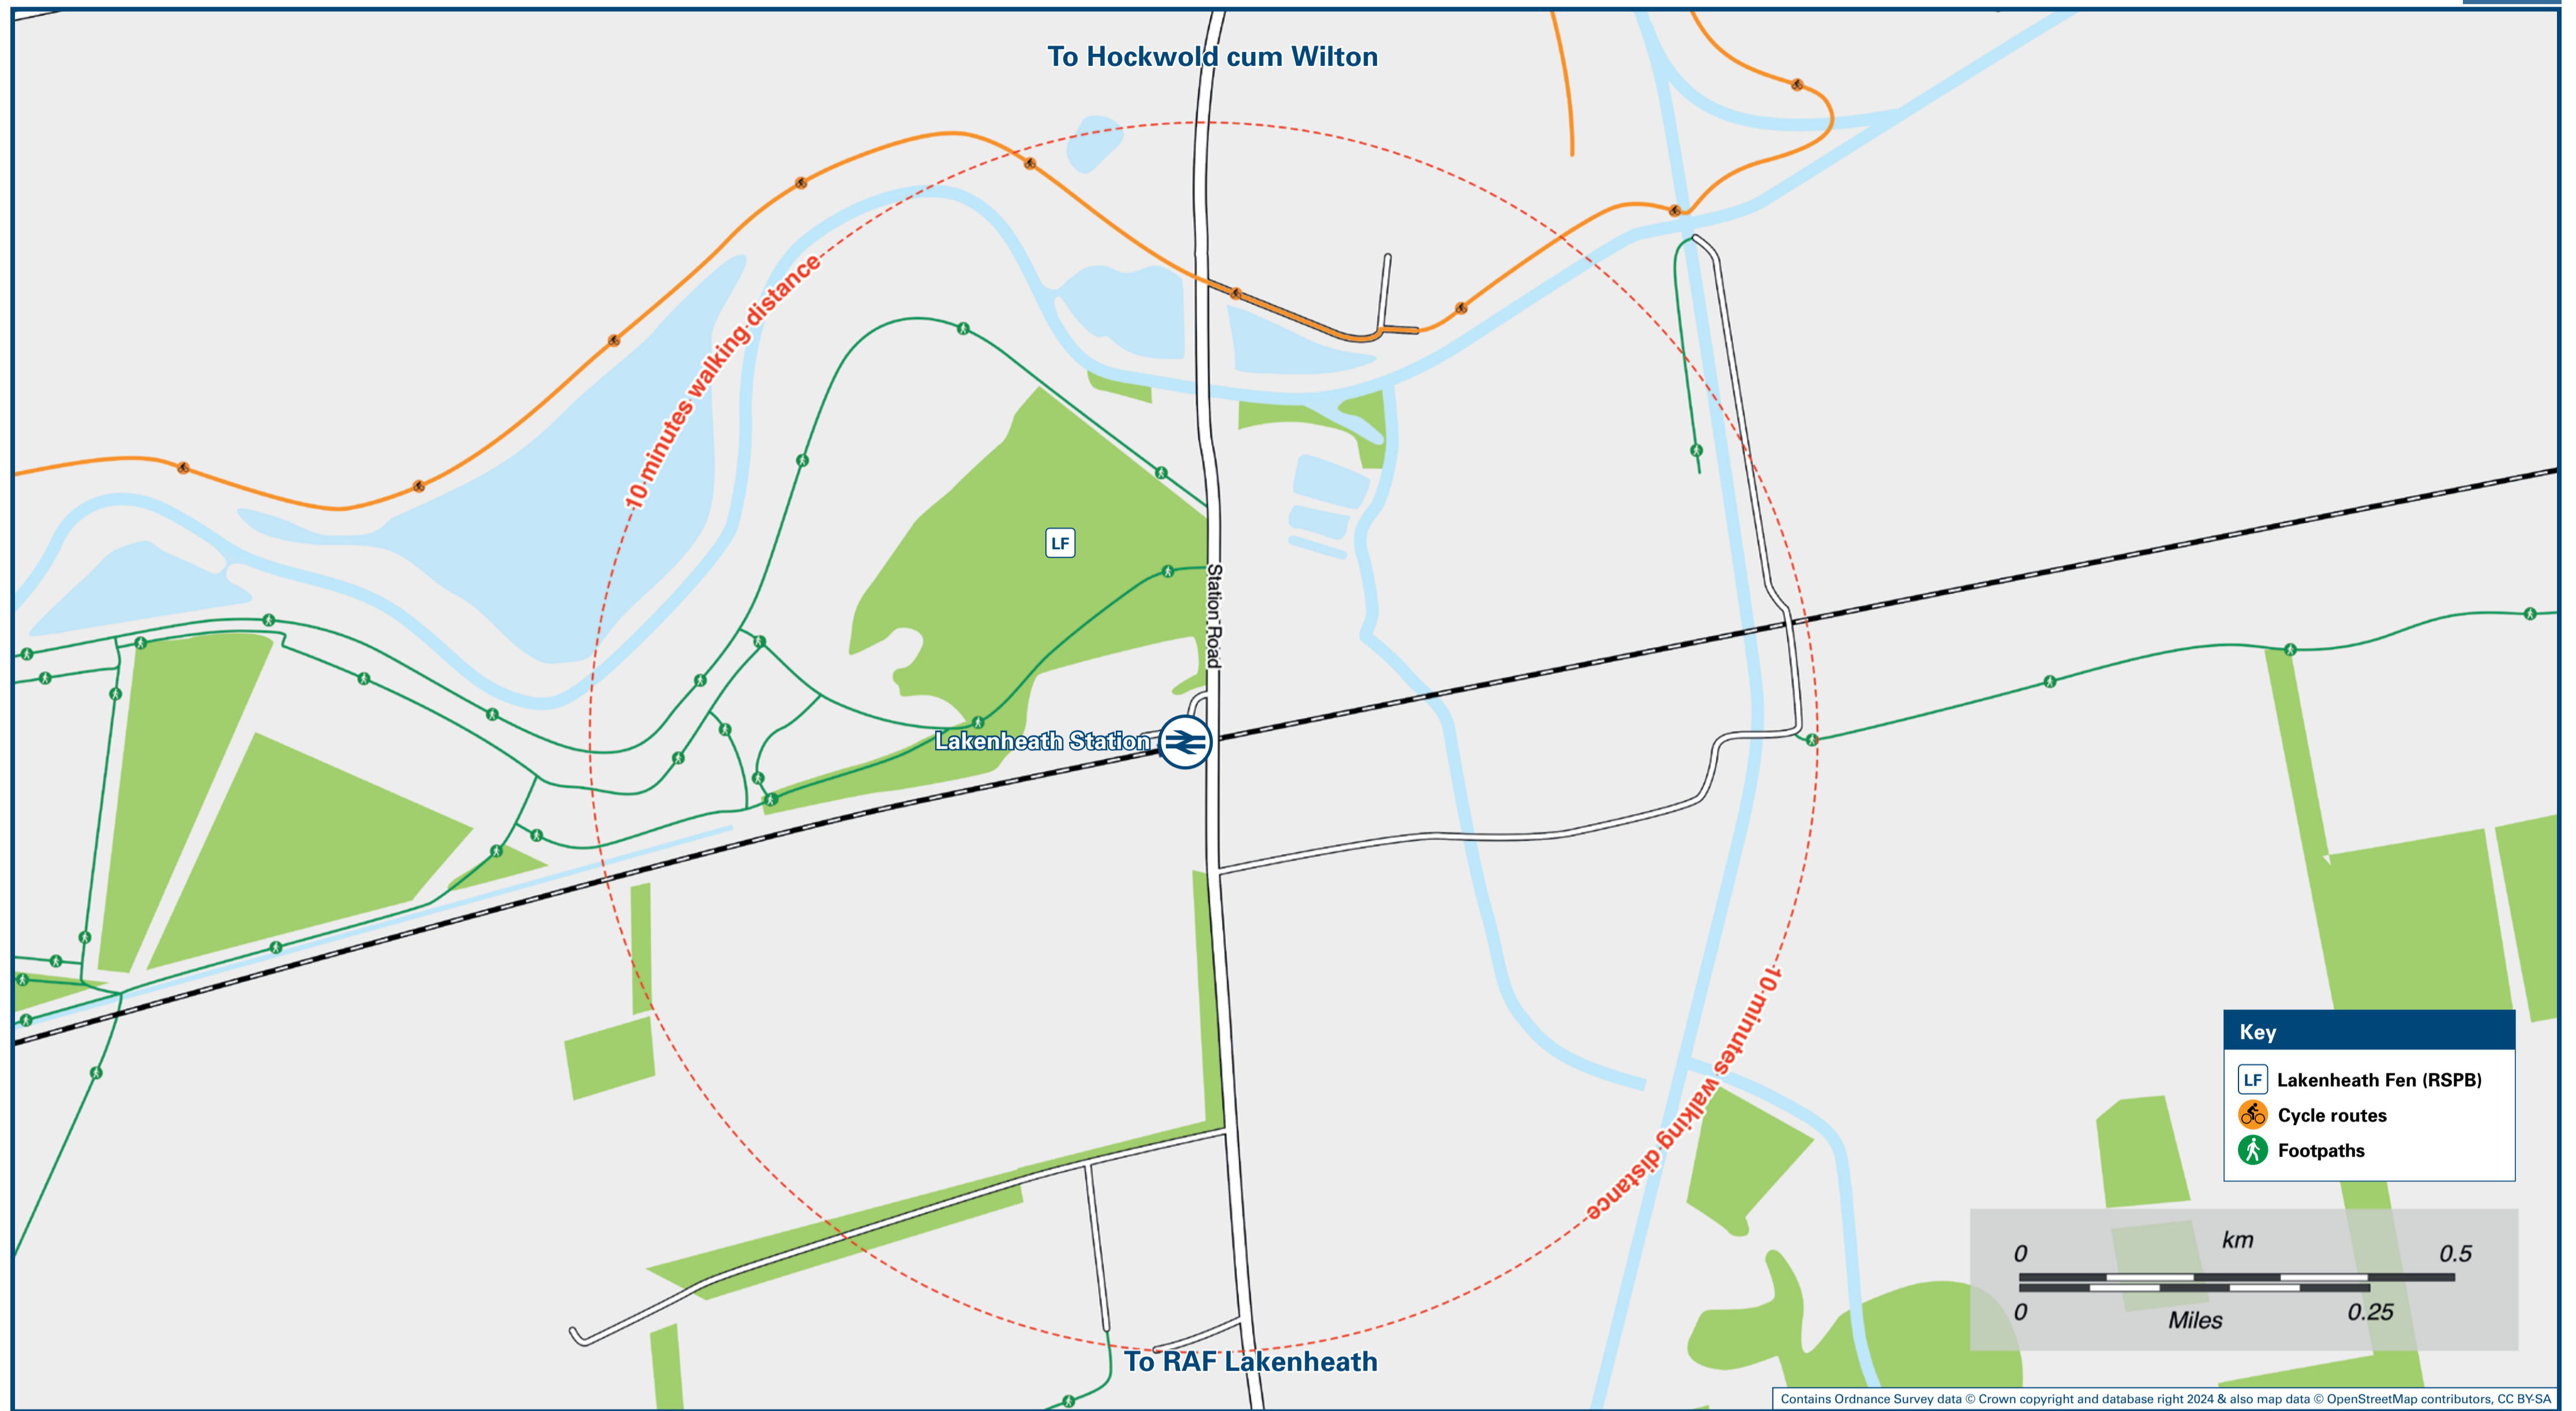 To Hockwold cum Wilton
10 minutes walking distance
LF
Station Road
Lakenheath Station
10 minutes walking distance
To RAF Lakenheath
Key
LF Lakenheath Fen (RSPB)
Cycle routes
Footpaths
km
0 0.5
0 0.25
Miles
Contains Ordnance Survey data © Crown copyright and database right 2024 & also map data © OpenStreetMap contributors, CC BY-SA